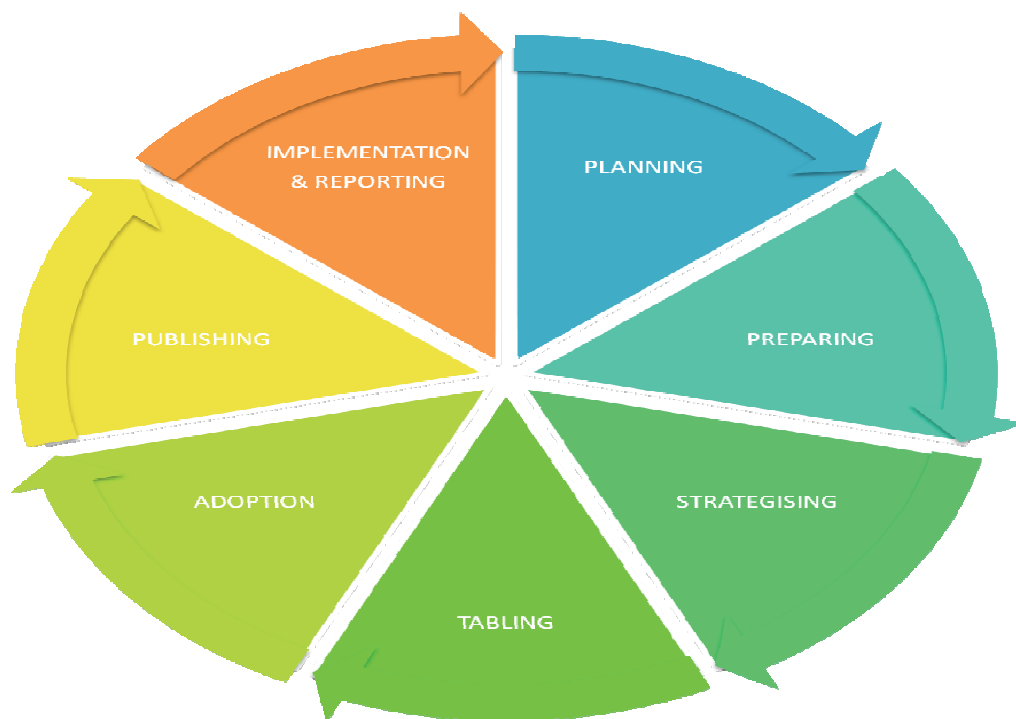 PLANNING
PREPARING
STRATEGISING
TABLING
ADOPTION
PUBLISHING
IMPLEMENTATION
& REPORTING